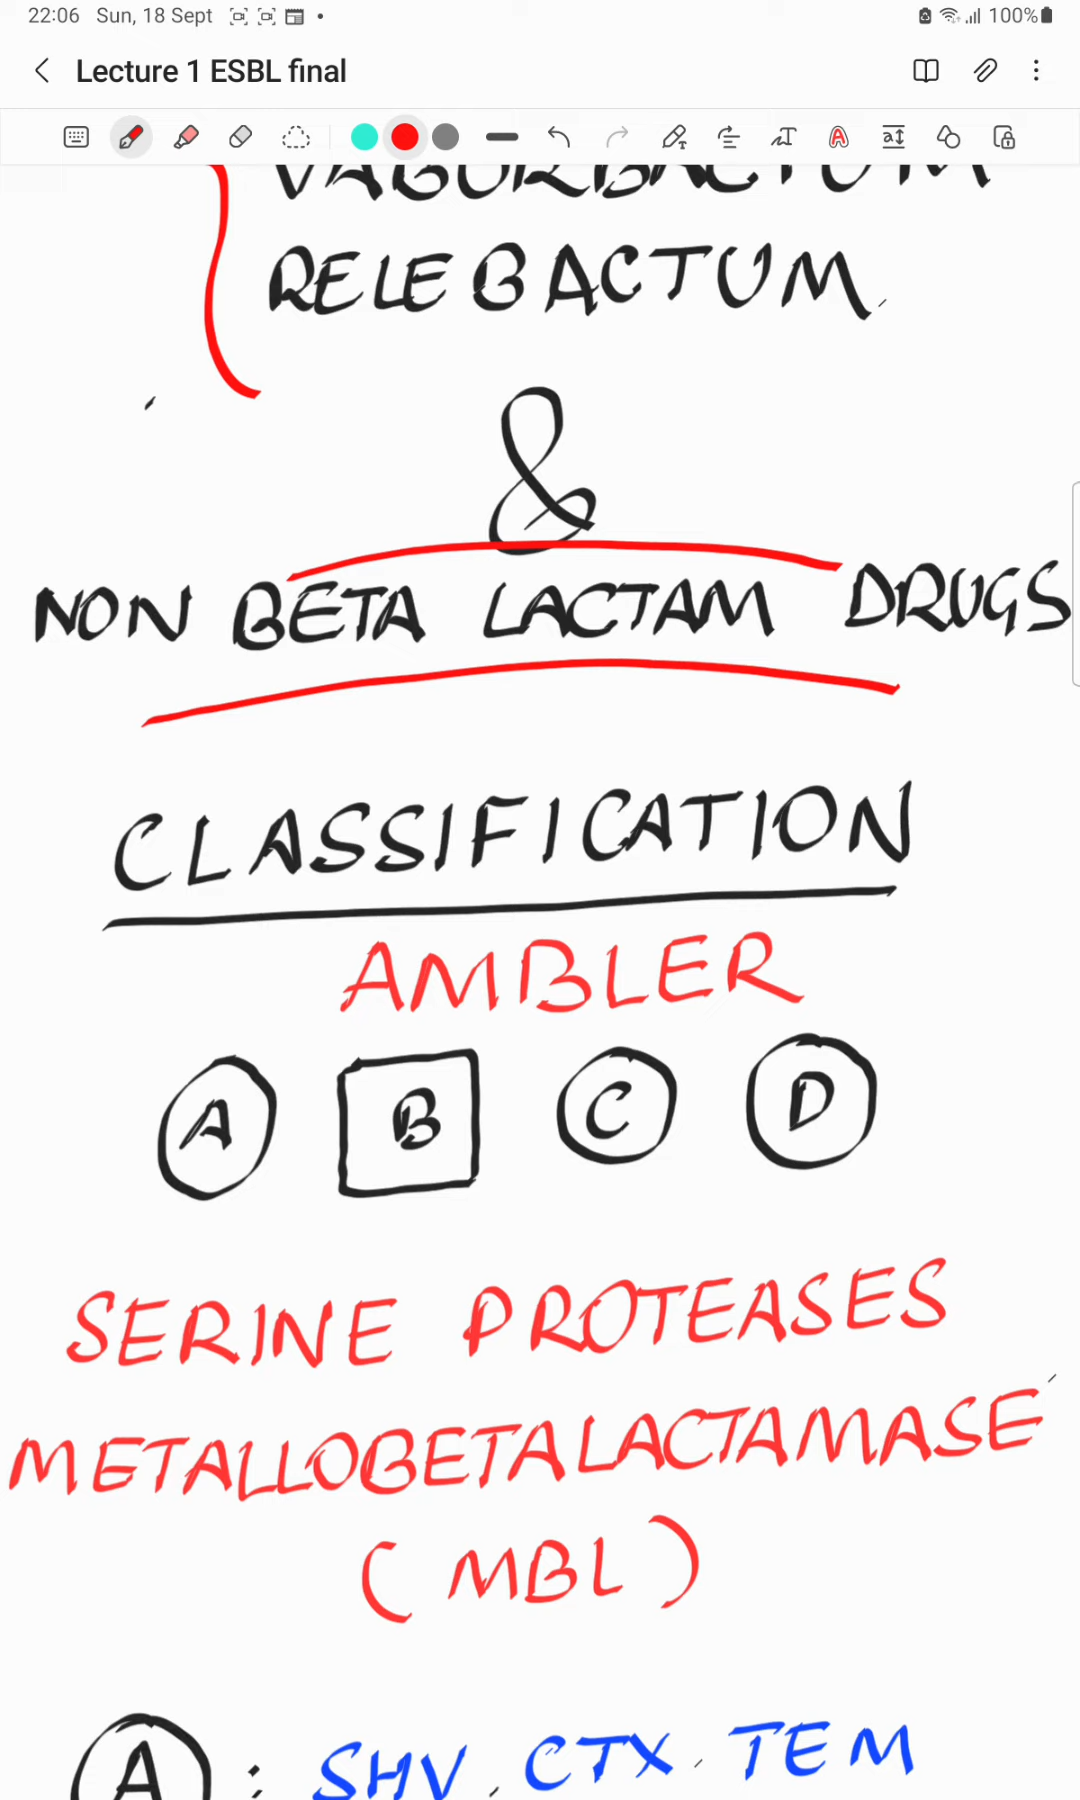 22:06 Sun, 18 Sept 100%
Lecture 1 ESBL final
VABORBACTUM
RELEBACTUM
&
NON BETA LACTAM DRUGS
CLASSIFICATION
AMBLER
A B C D
SERINE PROTEASES
METALLOBETALACTAMASE
(MBL)
A : SHV, CTX, TEM